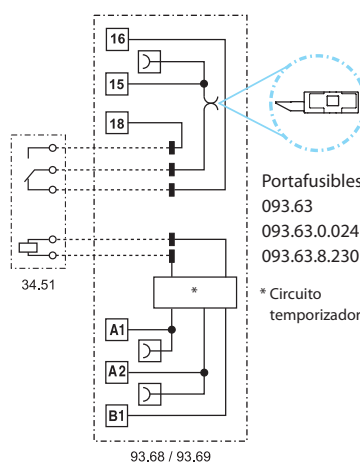 16
15
18
34.51
Portafusibles
093.63
093.63.0.024
093.63.8.230
* Circuito
temporizador
*
A1
A2
B1
93.68 / 93.69